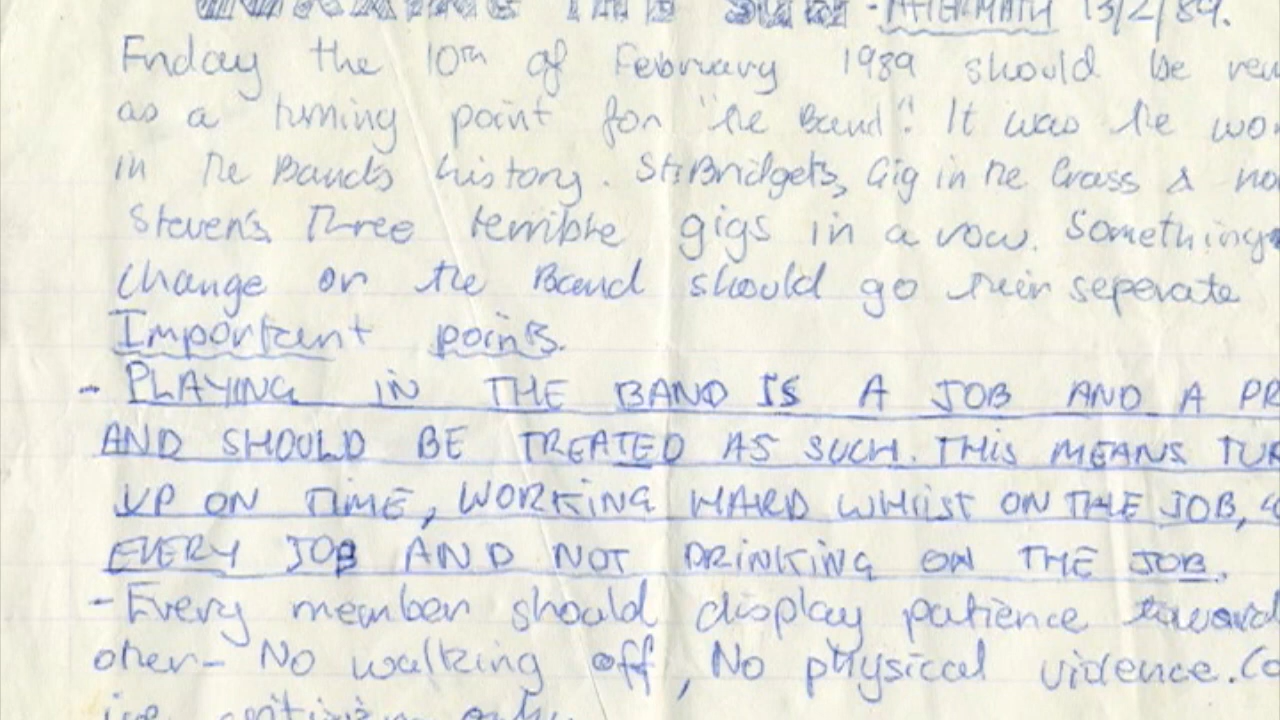 THE SUN - AFTERMATH 13/2/89.
Friday the 10th of February 1989 should be
as a turning point for "the Band". It was the
in the Band's history. St. Bridgets, Gig in the Grass &
Steven's Three terrible gigs in a row. Something
change or the Band should go their seperate
Important points.
- PLAYING IN THE BAND IS A JOB AND A
AND SHOULD BE TREATED AS SUCH. THIS MEANS
UP ON TIME, WORKING HARD WHILST ON THE JOB,
EVERY JOB AND NOT DRINKING ON THE JOB.
- Every member should display patience toward
other - No walking off, No physical violence.